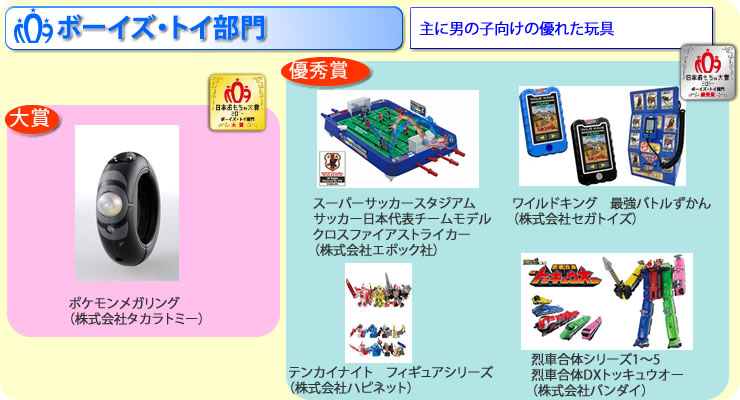 ボーイズ・トイ部門
主に男の子向けの優れた玩具
大賞
日本おもちゃ大賞
ボーイズ・トイ部門
大賞
ポケモンメガリング
（株式会社タカラトミー）
優秀賞
日本おもちゃ大賞
ボーイズ・トイ部門
優秀賞
スーパーサッカースタジアム
サッカー日本代表チームモデル
クロスファイアストライカー
（株式会社エポック社）
ワイルドキング　最強バトルずかん
（株式会社セガトイズ）
テンカイナイト　フィギュアシリーズ
（株式会社ハピネット）
烈車戦隊
トッキュウジャー
烈車合体シリーズ1～5
烈車合体DXトッキュウオー
（株式会社バンダイ）